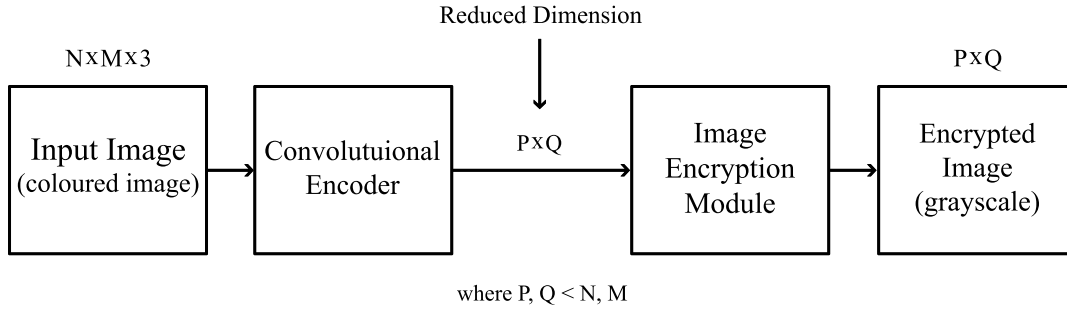 Reduced Dimension
NxMx3
PxQ
Input Image
(coloured image)
Convolutuional
Encoder
PxQ
Image
Encryption
Module
Encrypted
Image
(grayscale)
where P, Q < N, M